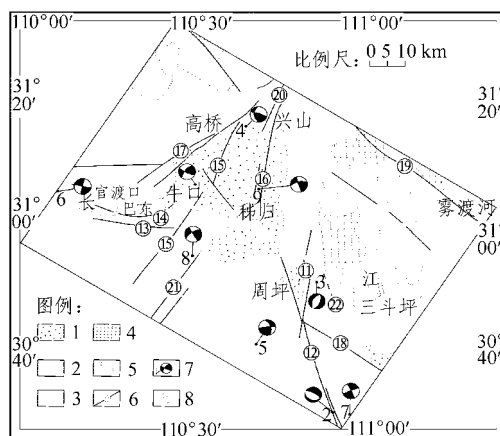 110°00′ 110°30′ 111°00′
比例尺: 0 5 10 km
31°
20′
31°
20′
⑳
高桥 4 兴山
⑰ ⑮ ⑲
6 官渡口 牛口 ⑯ 9
长 巴东 ⑭ 秭归 雾渡河
31°
00′
31°
00′
⑬ ⑮
8
⑪ 3 江
㉑ 周坪 ㉒ 三斗坪
图例:
1 4
5 ⑱
30°
40′
30°
40′
2 5 7 ⑫
3 6 8 2 7
110°30′ 111°00′